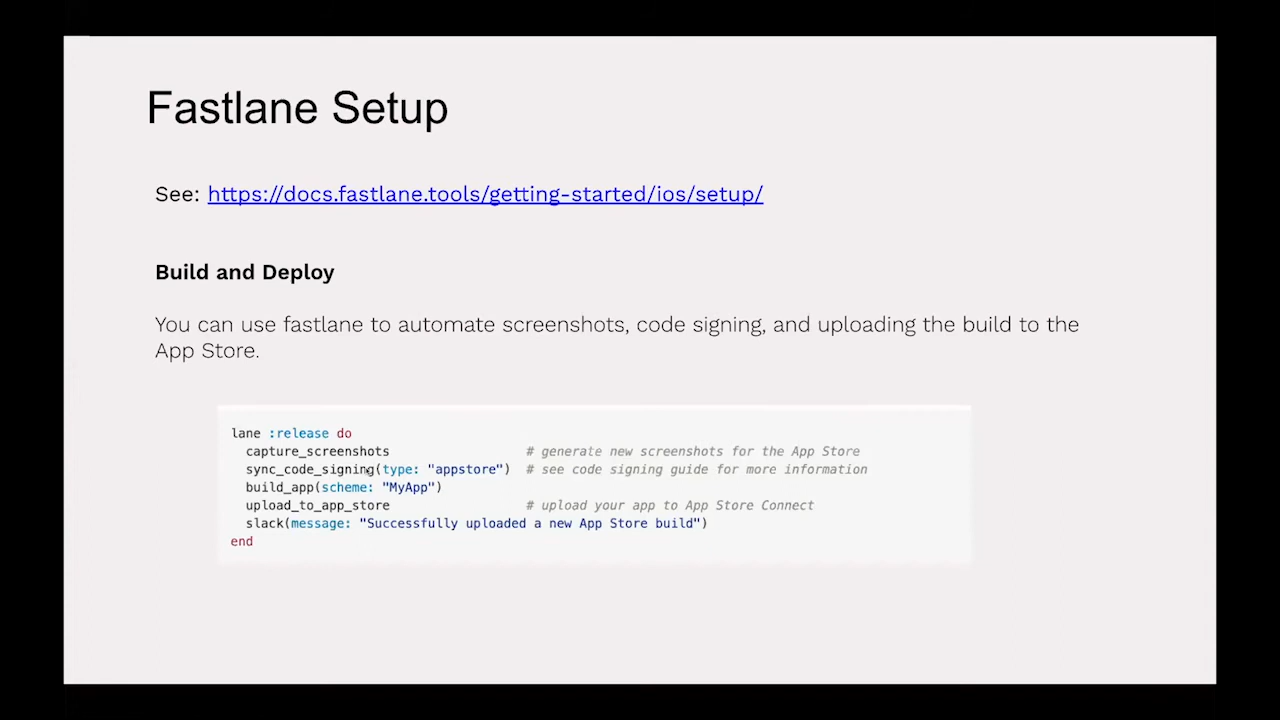 Fastlane Setup
See: https://docs.fastlane.tools/getting-started/ios/setup/
Build and Deploy
You can use fastlane to automate screenshots, code signing, and uploading the build to the
App Store.
lane :release do
  capture_screenshots                  # generate new screenshots for the App Store
  sync_code_signing(type: "appstore")  # see code signing guide for more information
  build_app(scheme: "MyApp")
  upload_to_app_store                  # upload your app to App Store Connect
  slack(message: "Successfully uploaded a new App Store build")
end